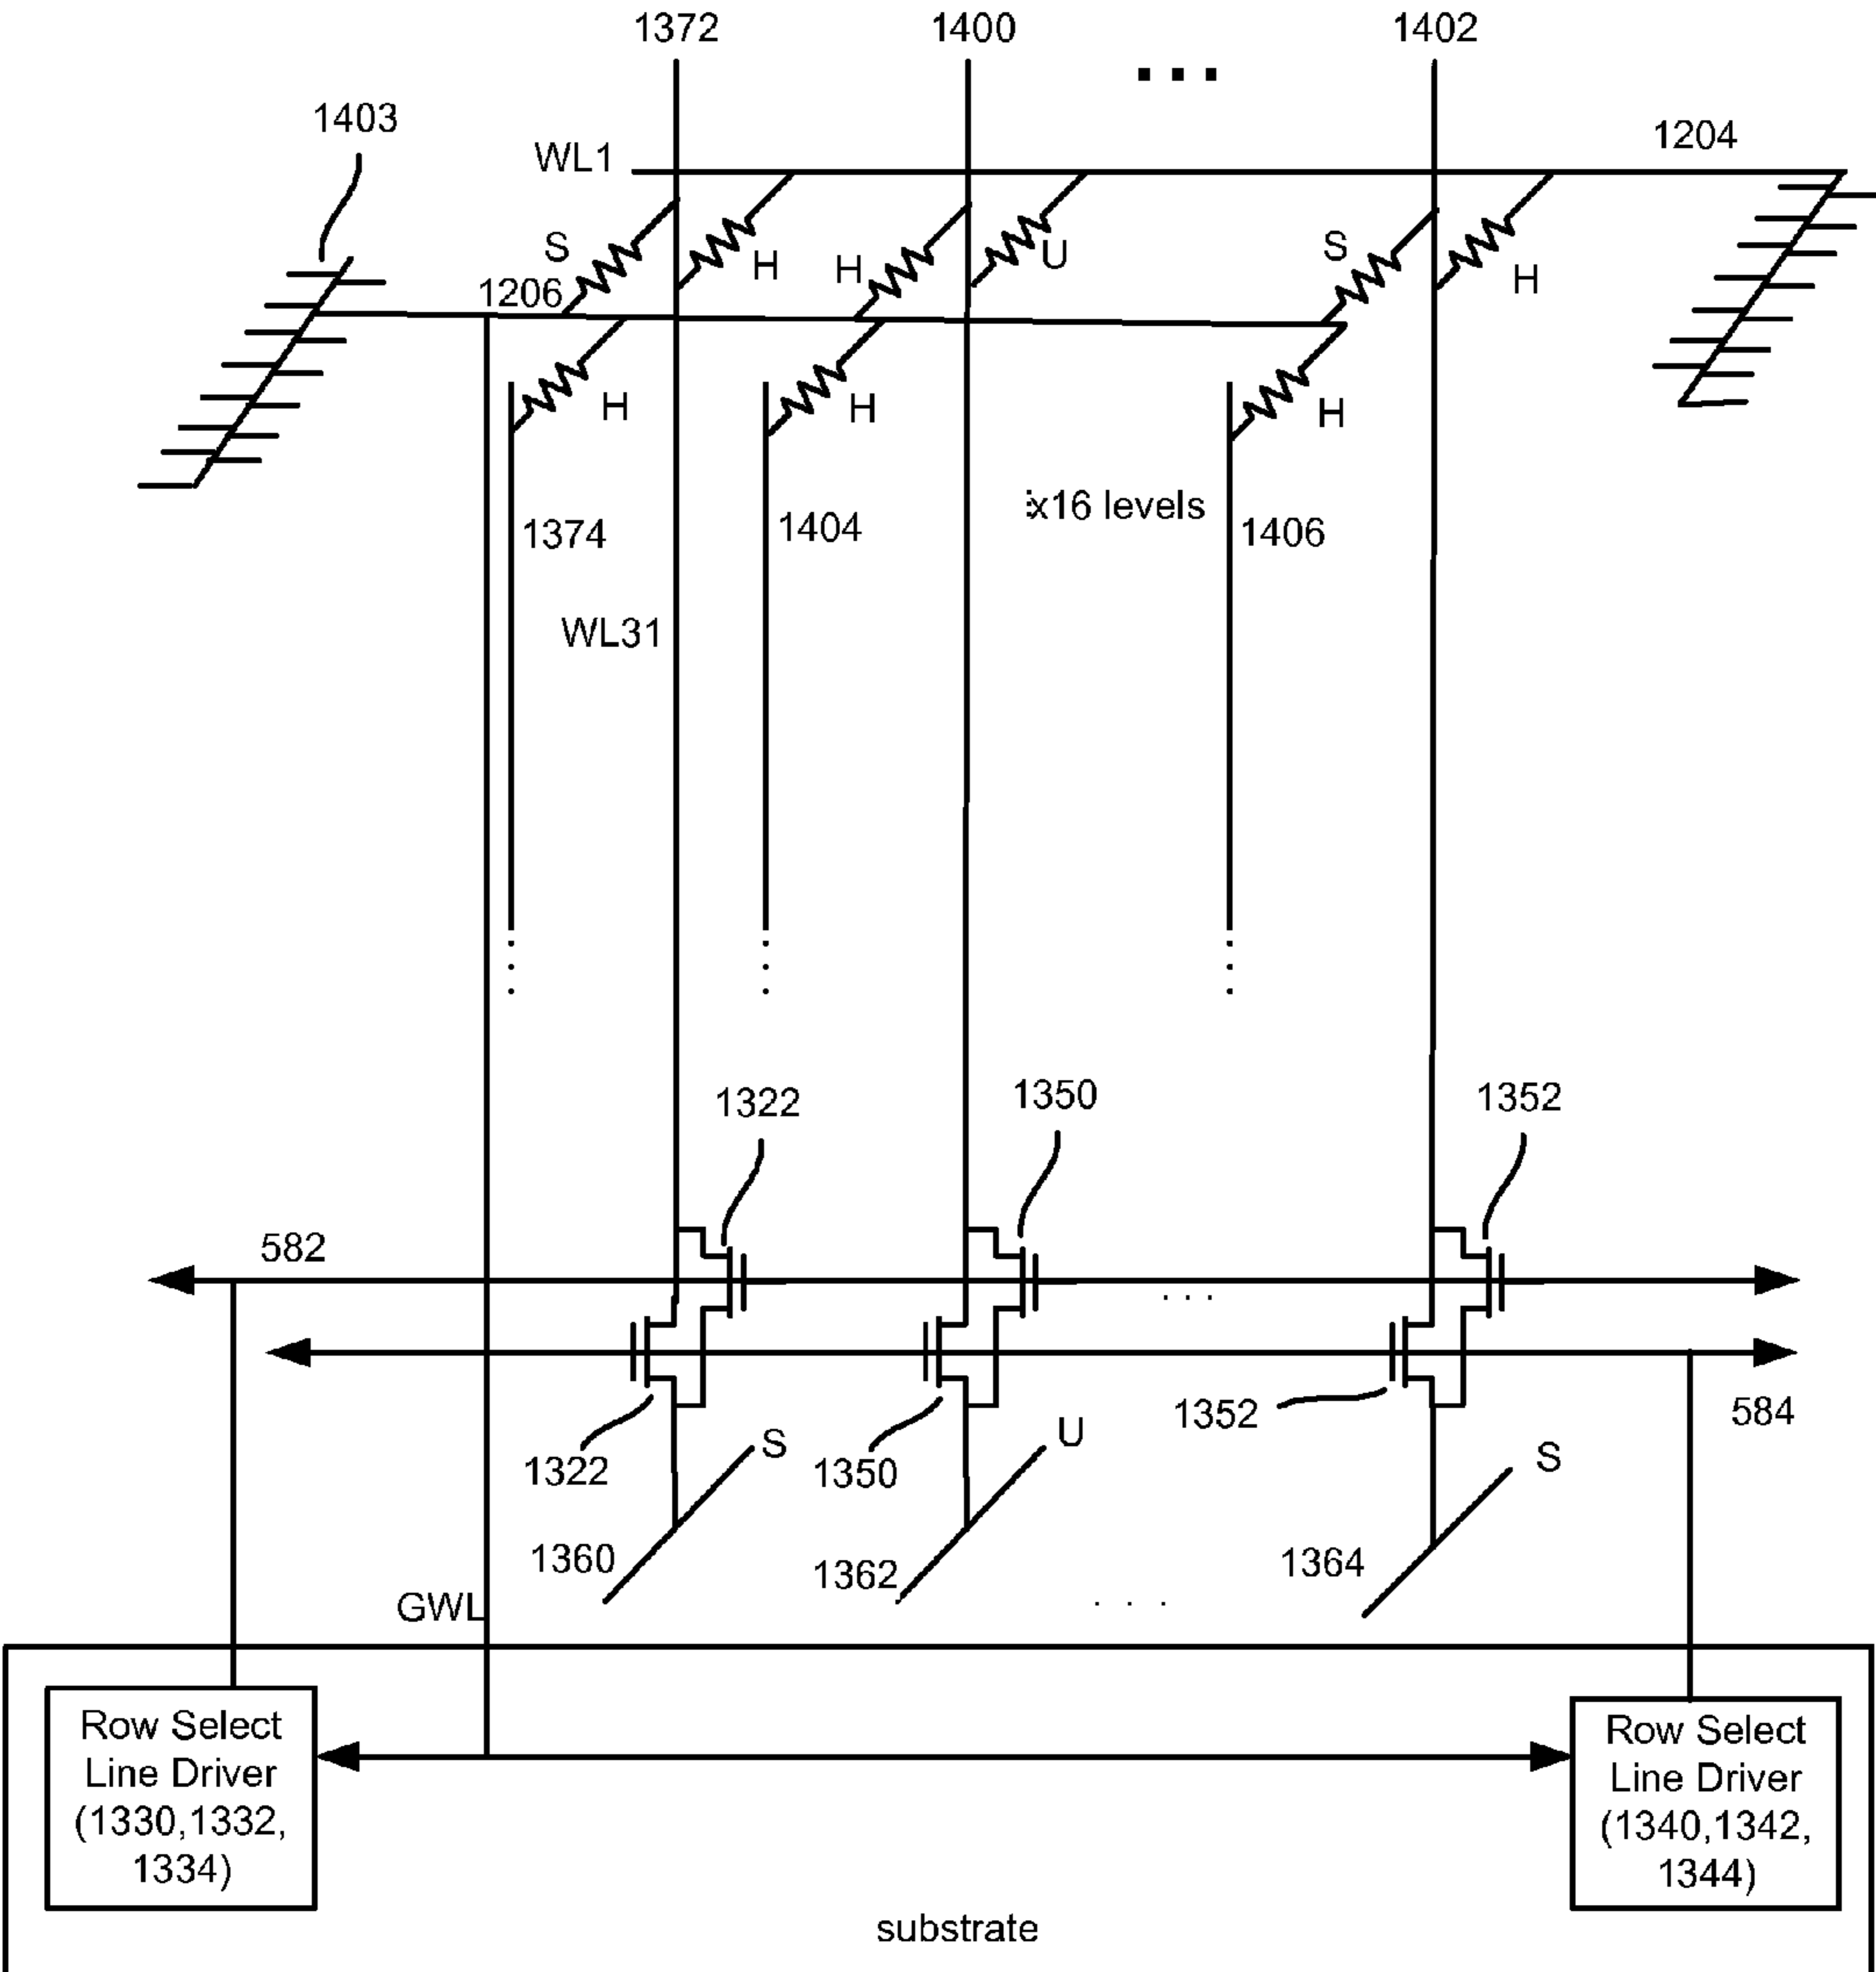 1372
1400
1402
...
1403
WL1
1204
S
H
H
U
S
H
1206
H
H
H
⋮x16 levels
1374
1404
1406
WL31
1322
1350
1352
582
...
1322
1350
1352
584
S
U
S
1360
1362
1364
...
GWL
Row Select
Line Driver
(1330,1332,
1334)
Row Select
Line Driver
(1340,1342,
1344)
substrate